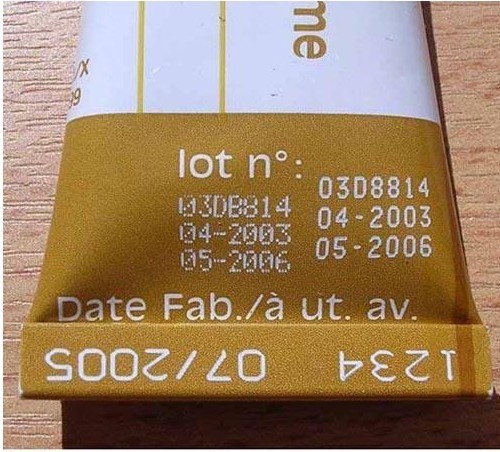 me
/X
lot n°:
03DB814 03D8814
04-2003 04-2003
05-2006 05-2006
Date Fab./à ut. av.
1234 07/2005